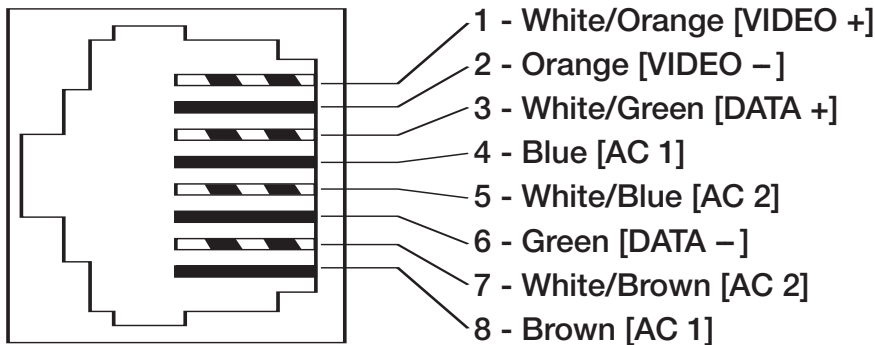 1 - White/Orange [VIDEO +]
2 - Orange [VIDEO –]
3 - White/Green [DATA +]
4 - Blue [AC 1]
5 - White/Blue [AC 2]
6 - Green [DATA –]
7 - White/Brown [AC 2]
8 - Brown [AC 1]